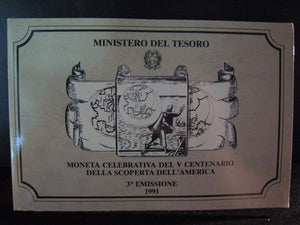 MINISTERO DEL TESORO
MONETA CELEBRATIVA DEL V CENTENARIO
DELLA SCOPERTA DELL'AMERICA
3ª EMISSIONE
1991